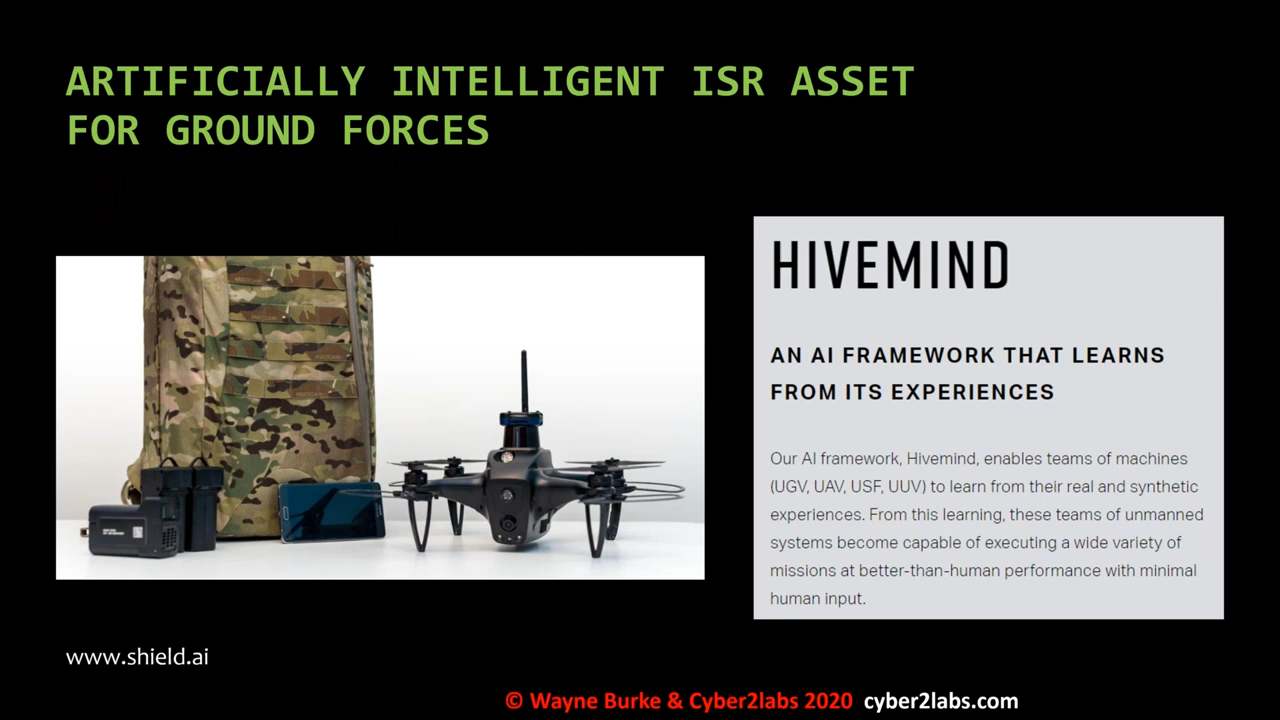 ARTIFICIALLY INTELLIGENT ISR ASSET
FOR GROUND FORCES
HIVEMIND
AN AI FRAMEWORK THAT LEARNS
FROM ITS EXPERIENCES
Our AI framework, Hivemind, enables teams of machines
(UGV, UAV, USF, UUV) to learn from their real and synthetic
experiences. From this learning, these teams of unmanned
systems become capable of executing a wide variety of
missions at better-than-human performance with minimal
human input.
www.shield.ai
© Wayne Burke & Cyber2labs 2020 cyber2labs.com